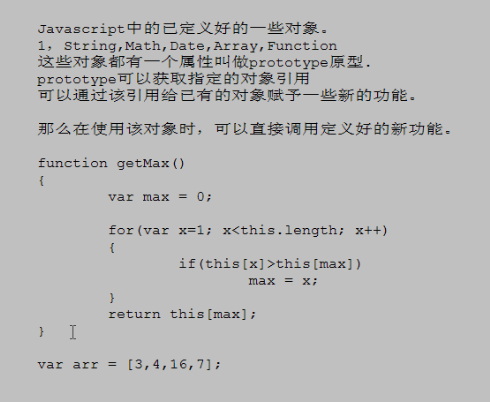 Javascript中的已定义好的一些对象。
1，String,Math,Date,Array,Function
这些对象都有一个属性叫做prototype原型.
prototype可以获取指定的对象引用
可以通过该引用给已有的对象赋予一些新的功能。
那么在使用该对象时，可以直接调用定义好的新功能。
function getMax()
{
var max = 0;
for(var x=1; x<this.length; x++)
{
if(this[x]>this[max])
max = x;
}
return this[max];
}
var arr = [3,4,16,7];